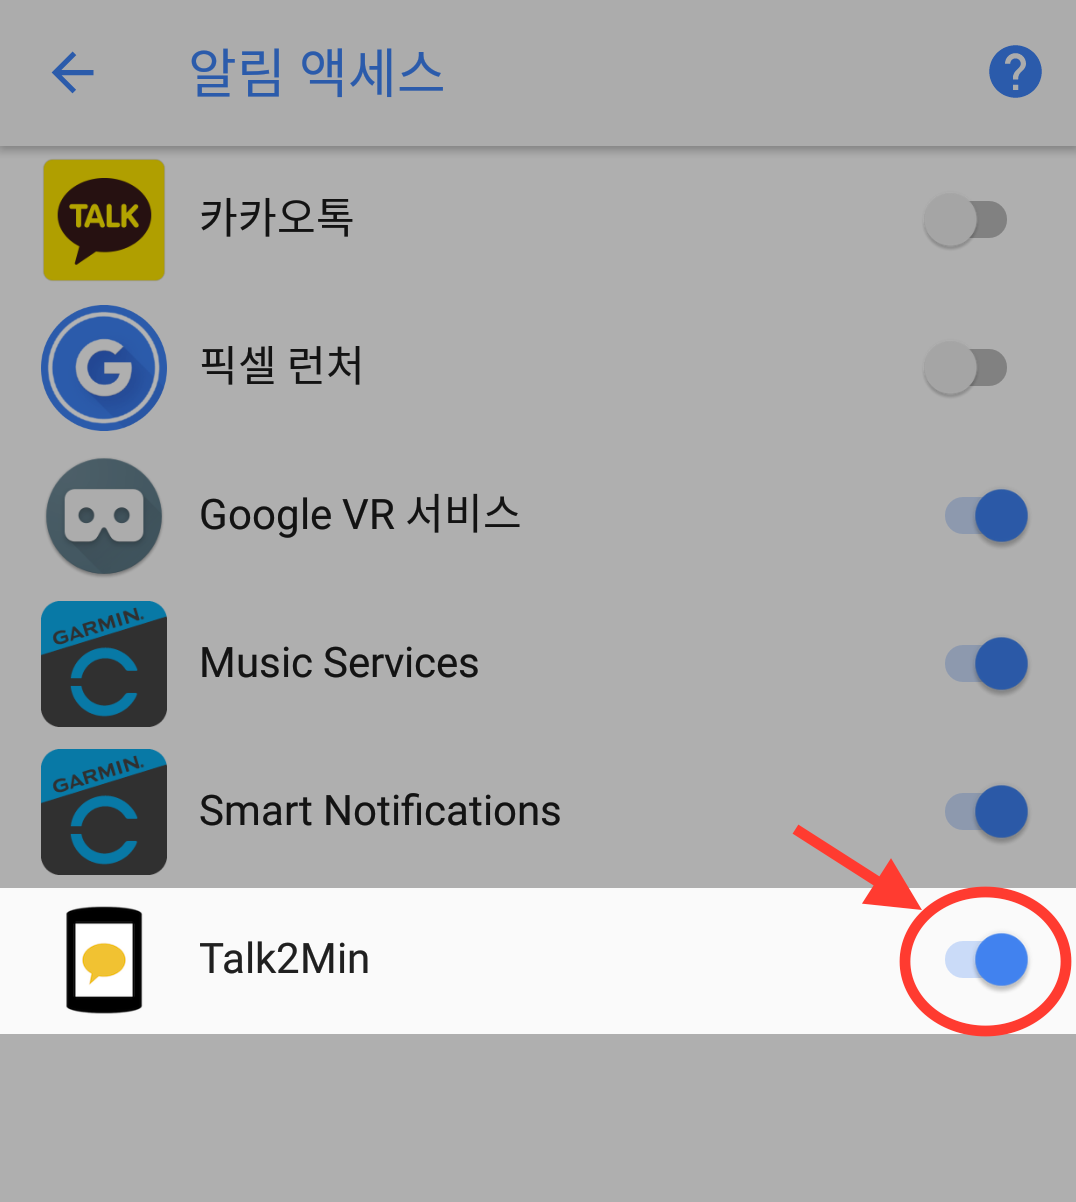 알림 액세스
?
TALK
카카오톡
G
픽셀 런처
Google VR 서비스
GARMIN.
Music Services
GARMIN.
Smart Notifications
Talk2Min